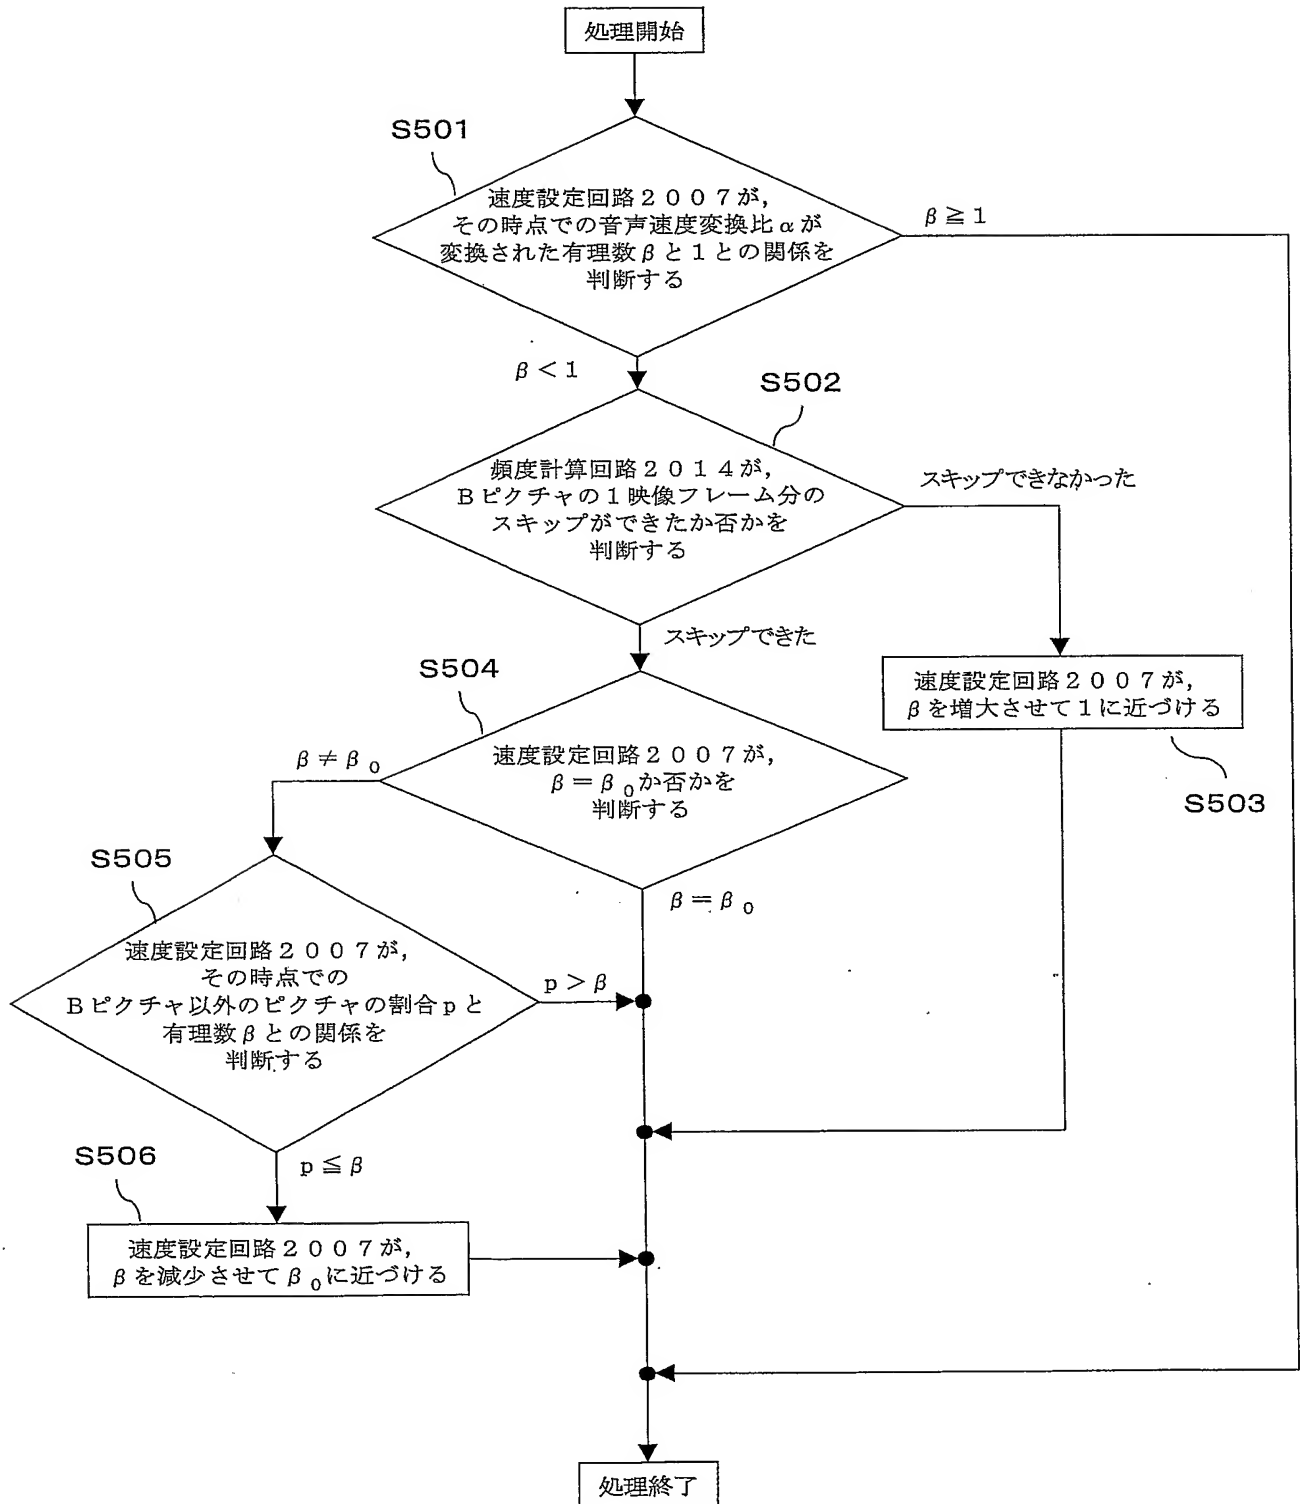 処理開始
S501
速度設定回路２００７が，
その時点での音声速度変換比αが
変換された有理数βと１との関係を
判断する
β≧1
β<1
S502
頻度計算回路２０１４が，
Bピクチャの１映像フレーム分の
スキップができたか否かを
判断する
スキップできなかった
スキップできた
S504
速度設定回路２００７が，
β＝β0か否かを
判断する
速度設定回路２００７が，
βを増大させて１に近づける
S503
β≠β0
β＝β0
S505
速度設定回路２００７が，
その時点での
Bピクチャ以外のピクチャの割合pと
有理数βとの関係を
判断する
p>β
p≦β
S506
速度設定回路２００７が，
βを減少させてβ0に近づける
処理終了